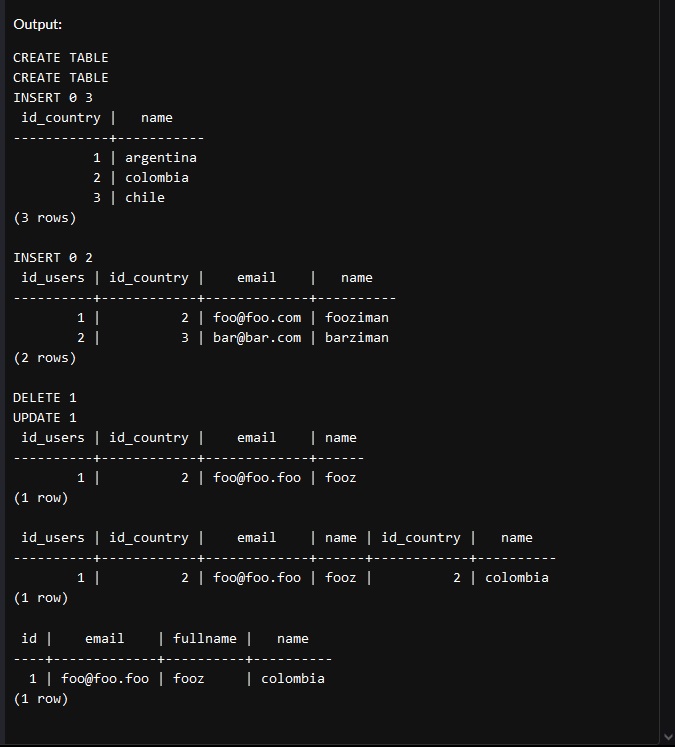 Output:
CREATE TABLE
CREATE TABLE
INSERT 0 3
 id_country |   name
------------+-----------
          1 | argentina
          2 | colombia
          3 | chile
(3 rows)

INSERT 0 2
 id_users | id_country |    email    |   name
----------+------------+-------------+----------
        1 |          2 | foo@foo.com | fooziman
        2 |          3 | bar@bar.com | barziman
(2 rows)

DELETE 1
UPDATE 1
 id_users | id_country |    email    | name
----------+------------+-------------+------
        1 |          2 | foo@foo.foo | fooz
(1 row)

 id_users | id_country |    email    | name | id_country |   name
----------+------------+-------------+------+------------+----------
        1 |          2 | foo@foo.foo | fooz |          2 | colombia
(1 row)

 id |    email    | fullname |   name
----+-------------+----------+----------
  1 | foo@foo.foo | fooz     | colombia
(1 row)